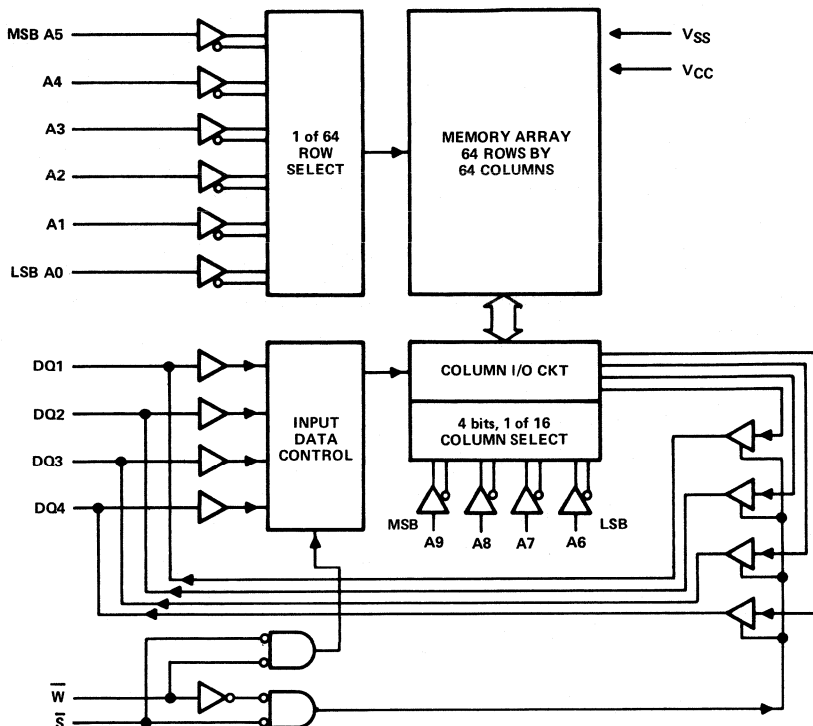 MSB A5
A4
A3
A2
A1
LSB A0
1 of 64
ROW
SELECT
MEMORY ARRAY
64 ROWS BY
64 COLUMNS
VSS
VCC
DQ1
DQ2
DQ3
DQ4
INPUT
DATA
CONTROL
COLUMN I/O CKT
4 bits, 1 of 16
COLUMN SELECT
MSB
LSB
A9
A8
A7
A6
W̅
S̅